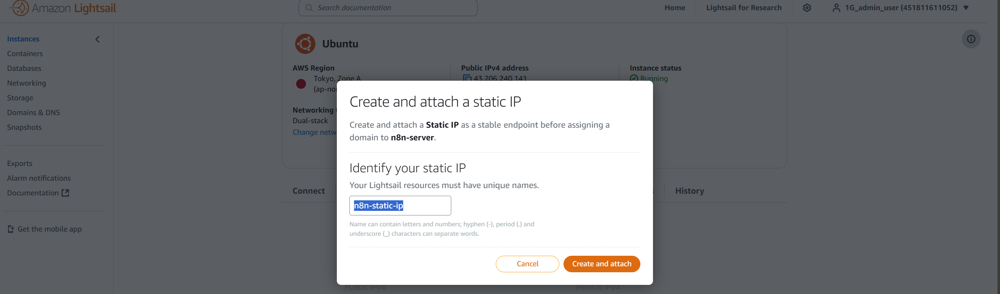 Amazon Lightsail
Search documentation
Home
Lightsail for Research
1G_admin_user (451811611052)
Instances
Containers
Databases
Networking
Storage
Domains & DNS
Snapshots
Exports
Alarm notifications
Documentation
Get the mobile app
Ubuntu
AWS Region
Tokyo, Zone A
Public IPv4 address
43.206.240.141
Instance status
Running
Networking
Dual-stack
Connect
History
Create and attach a static IP
Create and attach a Static IP as a stable endpoint before assigning a
domain to n8n-server.
Identify your static IP
Your Lightsail resources must have unique names.
n8n-static-ip
Name can contain letters and numbers; hyphen (-), period (.) and
underscore (_) characters can separate words.
Cancel
Create and attach
PUBLIC IPV4
PRIVATE IPV4